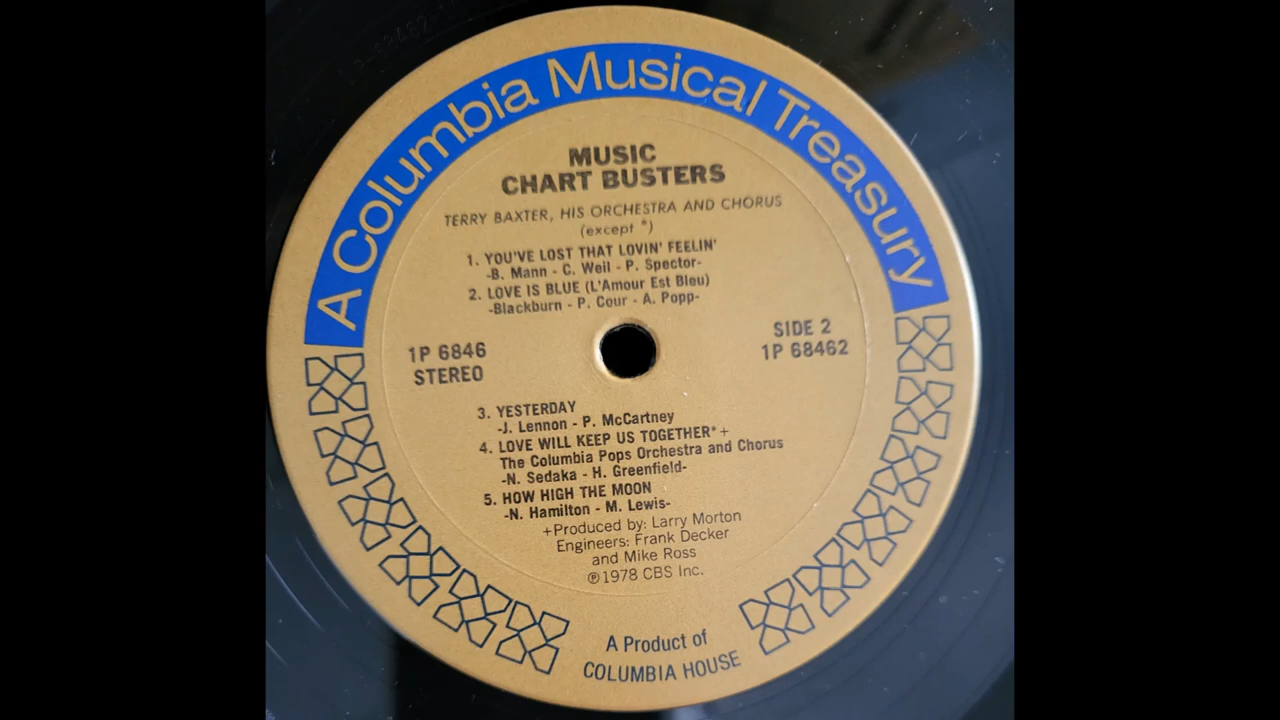 A Columbia Musical Treasury
MUSIC
CHART BUSTERS
TERRY BAXTER, HIS ORCHESTRA AND CHORUS
(except *)
1. YOU'VE LOST THAT LOVIN' FEELIN'
-B. Mann - C. Weil - P. Spector-
2. LOVE IS BLUE (L'Amour Est Bleu)
-Blackburn - P. Cour - A. Popp-
1P 6846
STEREO
SIDE 2
1P 68462
3. YESTERDAY
-J. Lennon - P. McCartney
4. LOVE WILL KEEP US TOGETHER*+
The Columbia Pops Orchestra and Chorus
-N. Sedaka - H. Greenfield-
5. HOW HIGH THE MOON
-N. Hamilton - M. Lewis-
+Produced by: Larry Morton
Engineers: Frank Decker
and Mike Ross
℗1978 CBS Inc.
A Product of
COLUMBIA HOUSE